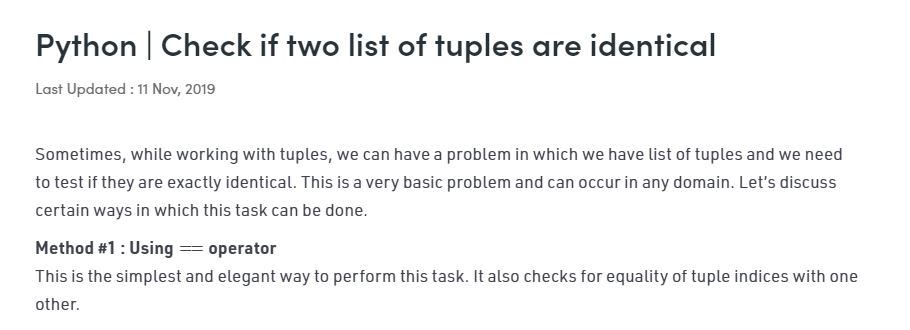 Python | Check if two list of tuples are identical
Last Updated : 11 Nov, 2019
Sometimes, while working with tuples, we can have a problem in which we have list of tuples and we need
to test if they are exactly identical. This is a very basic problem and can occur in any domain. Let’s discuss
certain ways in which this task can be done.
Method #1 : Using == operator
This is the simplest and elegant way to perform this task. It also checks for equality of tuple indices with one
other.